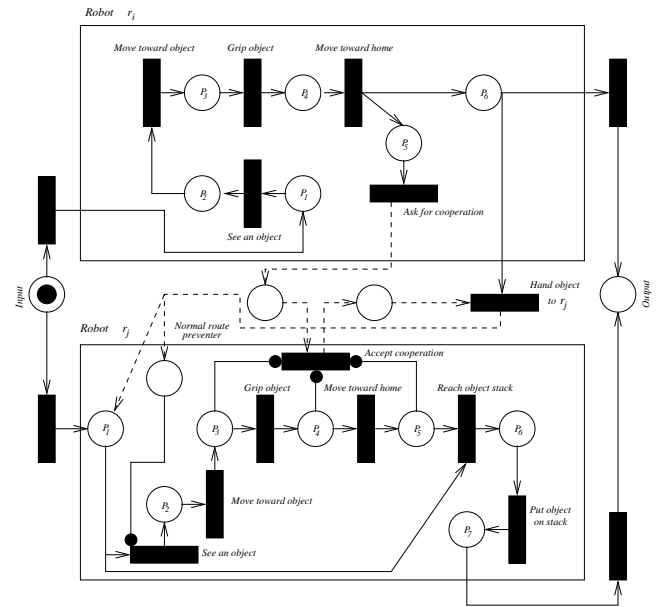 Robot r_i
Move toward object
Grip object
Move toward home
P_3
P_4
P_6
P_5
P_2
P_1
See an object
Ask for cooperation
Input
Hand object
to r_j
Output
Robot r_j
Normal route
preventer
Accept cooperation
Grip object
Move toward home
Reach object stack
P_1
P_3
P_4
P_5
P_6
P_2
Move toward object
See an object
P_7
Put object
on stack